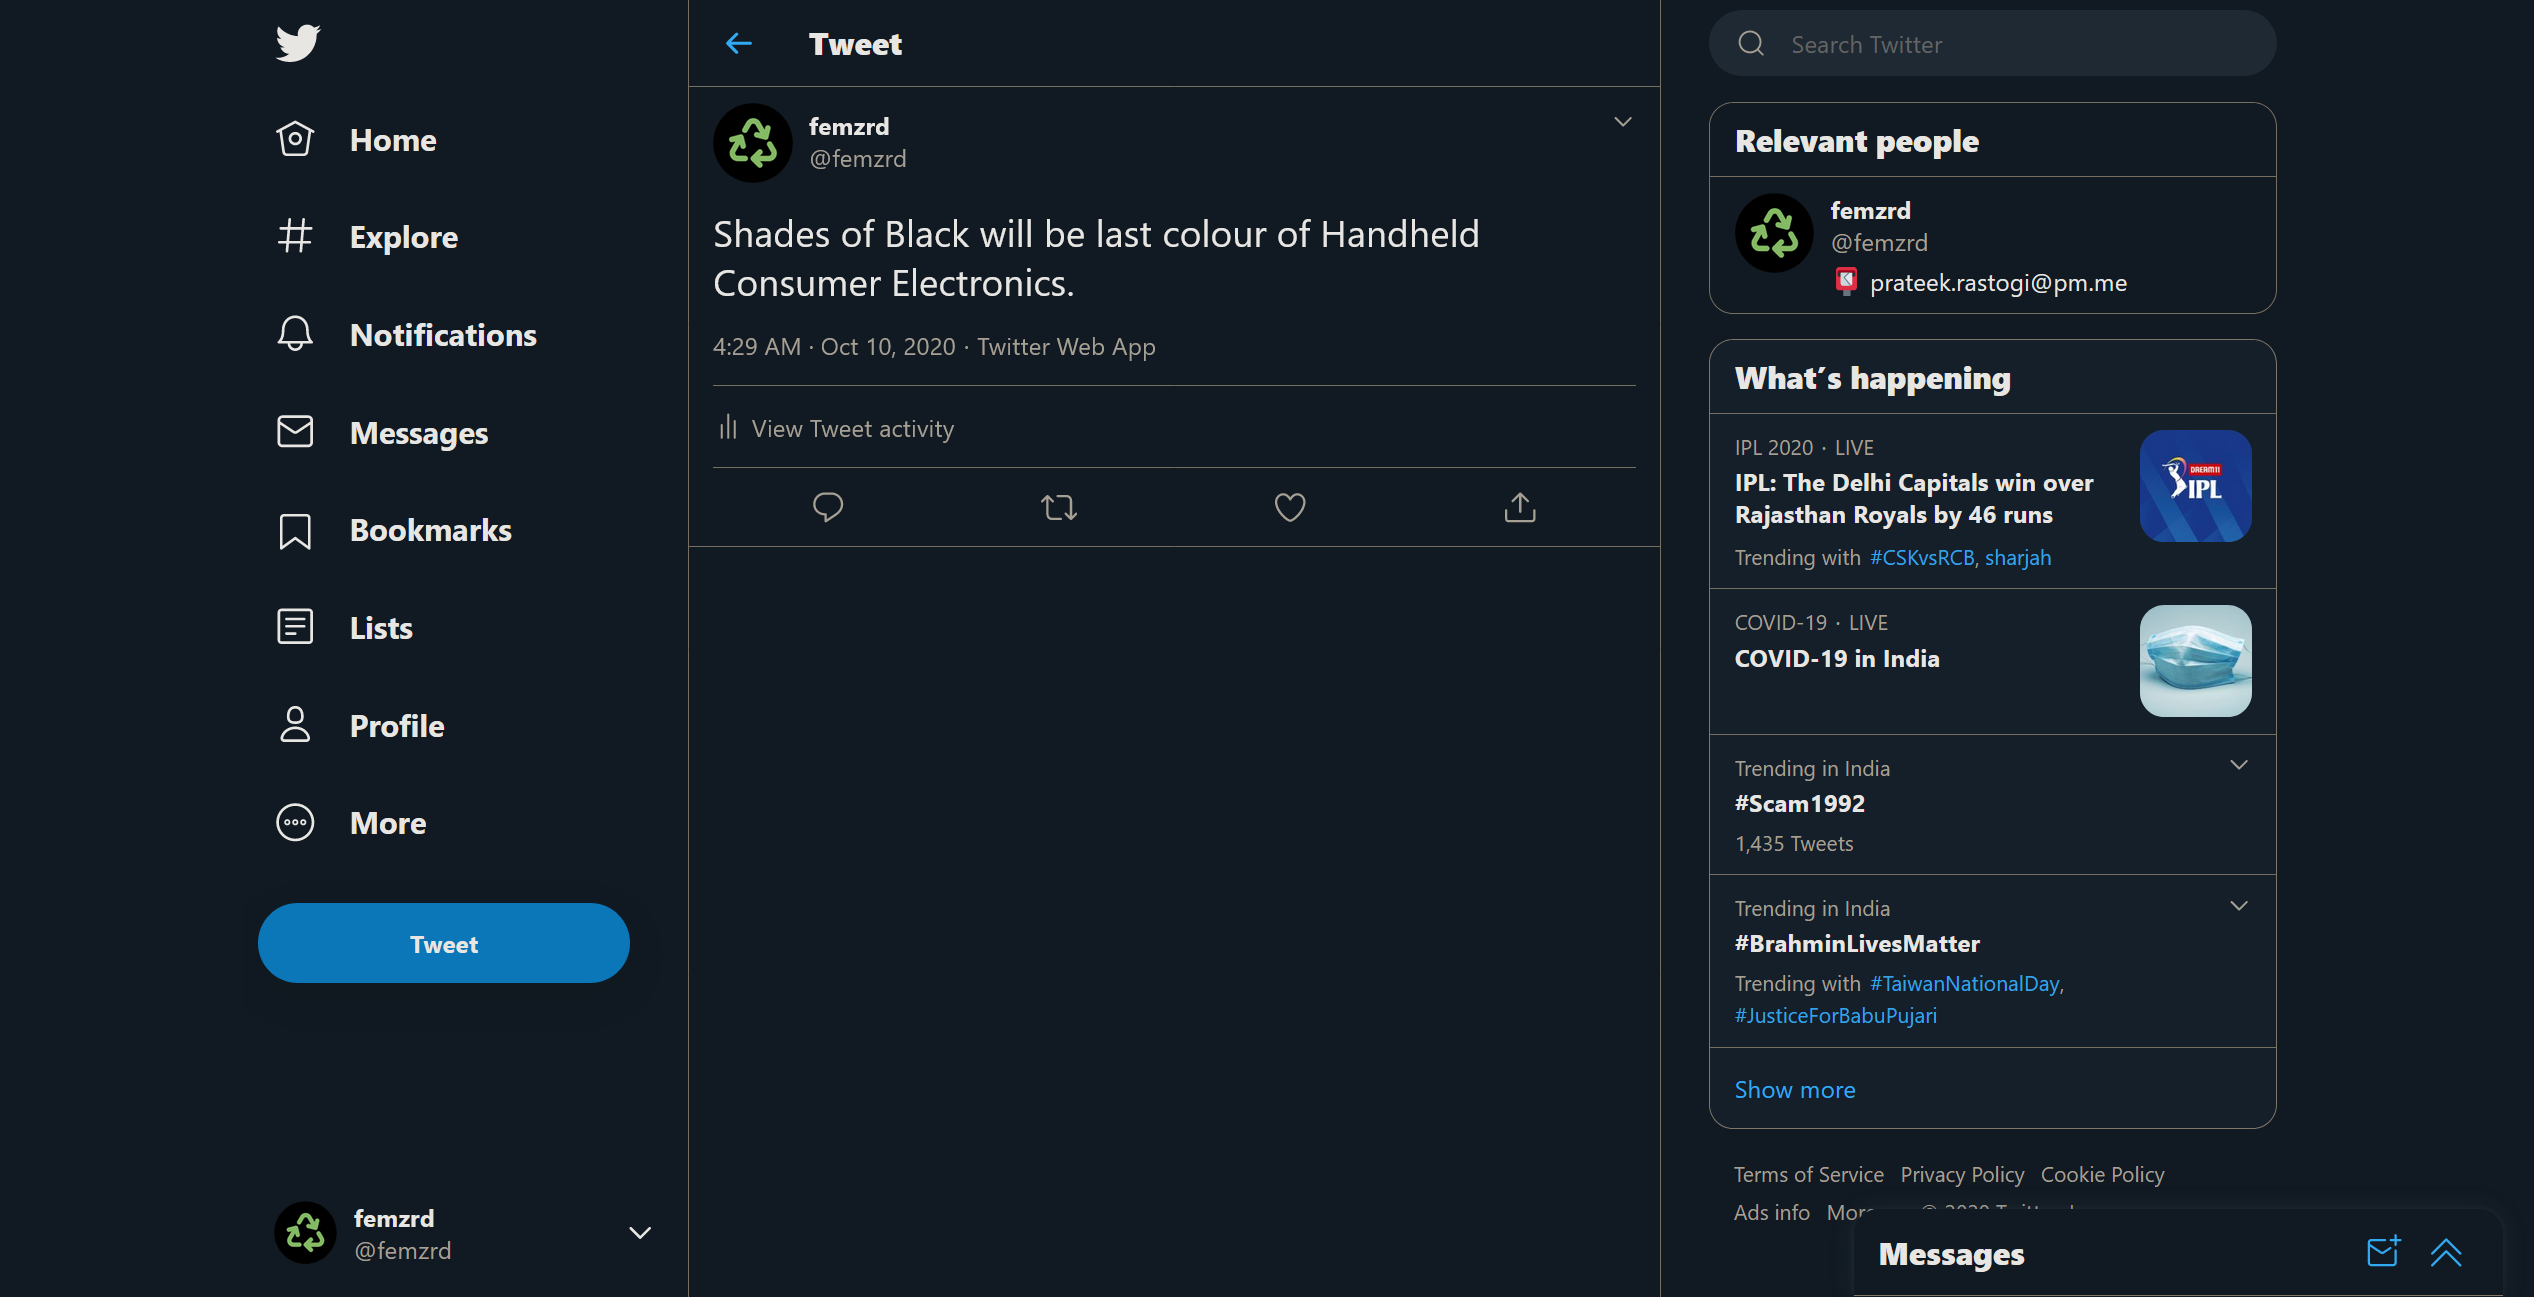 Home
Explore
Notifications
Messages
Bookmarks
Lists
Profile
More
Tweet
femzrd
@femzrd
Tweet
femzrd
@femzrd
Shades of Black will be last colour of Handheld
Consumer Electronics.
4:29 AM · Oct 10, 2020 · Twitter Web App
View Tweet activity
Search Twitter
Relevant people
femzrd
@femzrd
prateek.rastogi@pm.me
What's happening
IPL 2020 · LIVE
IPL: The Delhi Capitals win over
Rajasthan Royals by 46 runs
Trending with #CSKvsRCB, sharjah
DREAM11
IPL
COVID-19 · LIVE
COVID-19 in India
Trending in India
#Scam1992
1,435 Tweets
Trending in India
#BrahminLivesMatter
Trending with #TaiwanNationalDay,
#JusticeForBabuPujari
Show more
Terms of Service Privacy Policy Cookie Policy
Ads info More © 2020 Twitter
Messages